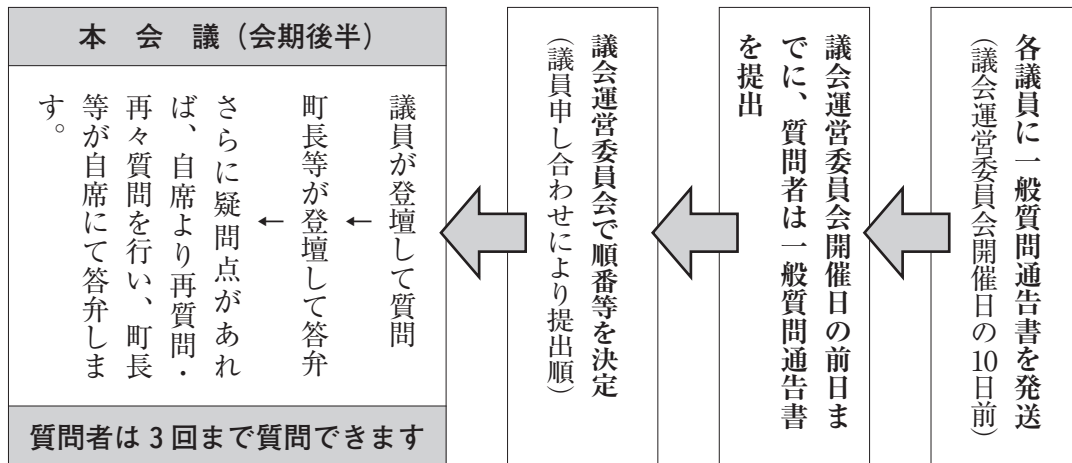 各議員に一般質問通告書を発送
（議会運営委員会開催日の10日前）
議会運営委員会開催日の前日ま
でに、質問者は一般質問通告書
を提出
議会運営委員会で順番等を決定
（議員申し合わせにより提出順）
本　会　議（会期後半）
議員が登壇して質問
↓
町長等が登壇して答弁
↓
さらに疑問点があれ
ば、自席より再質問・
再々質問を行い、町長
等が自席にて答弁しま
す。
質問者は３回まで質問できます